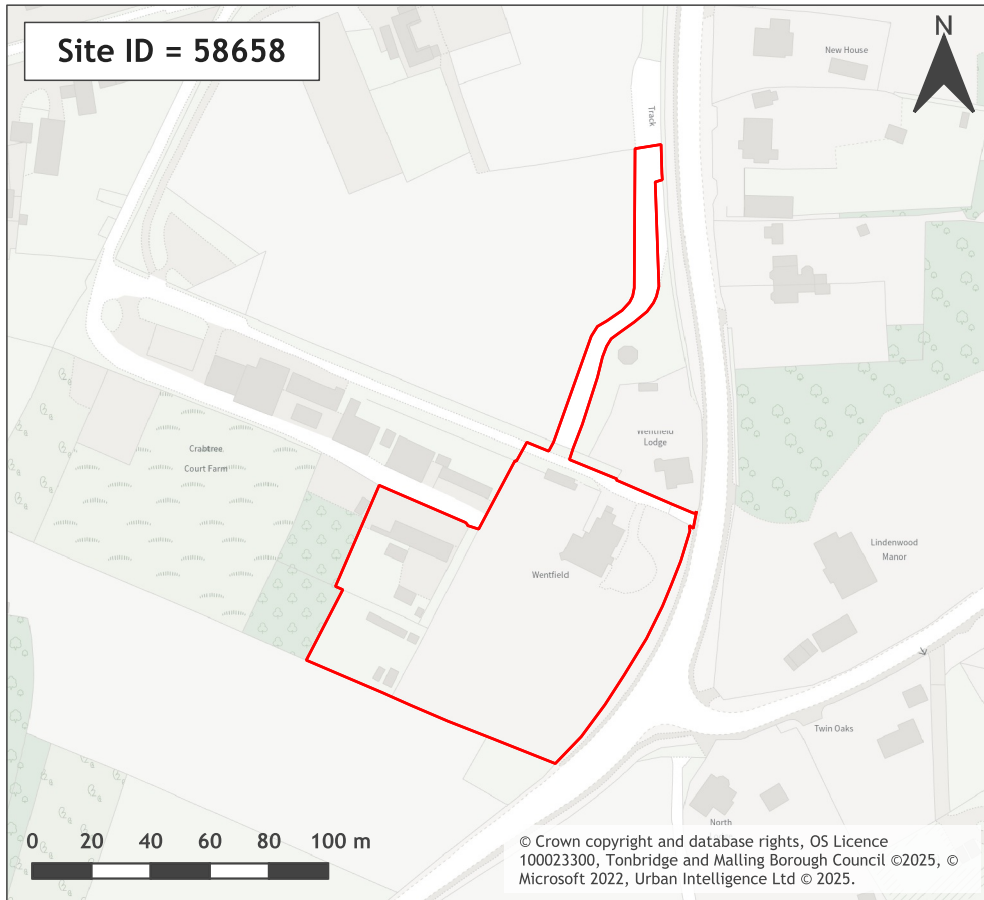 Site ID = 58658
N
New House
Track
Wentfield
Lodge
Crabtree
Court Farm
Lindenwood
Manor
Wentfield
Twin Oaks
North
0 20 40 60 80 100 m
© Crown copyright and database rights, OS Licence
100023300, Tonbridge and Malling Borough Council ©2025, ©
Microsoft 2022, Urban Intelligence Ltd © 2025.